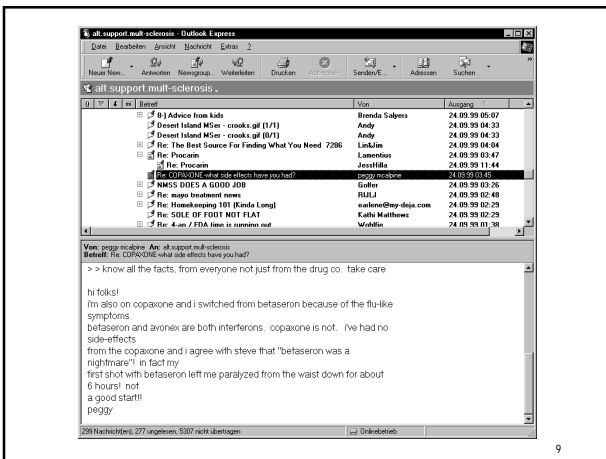 alt.support.mult-sclerosis - Outlook Express
Datei Bearbeiten Ansicht Nachricht Extras ?
Neuer New... Antworten Newsgroup... Weiterleiten Drucken Abbrechen Senden/E... Adressen Suchen »
alt.support.mult-sclerosis
Betreff Von Ausgang
8-) Advice from kids Brenda Salyers 24.09.99 05:07
Desert Island MSer - crooks.gif (1/1) Andy 24.09.99 04:33
Desert Island MSer - crooks.gif (0/1) Andy 24.09.99 04:33
Re: The Best Source For Finding What You Need 7286 Lin&Jim 24.09.99 04:04
Re: Procarin Lamentius 24.09.99 03:47
Re: Procarin JessHilla 24.09.99 11:44
Re: COPAXONE-what side effects have you had? peggy mcalpine 24.09.99 03:45
NMSS DOES A GOOD JOB Golfer 24.09.99 03:26
Re: mayo treatment news RIJLJ 24.09.99 02:48
Re: Homekeeping 101 (Kinda Long) earlene@my-deja.com 24.09.99 02:29
Re: SOLE OF FOOT NOT FLAT Kathi Matthews 24.09.99 02:29
Re: 4-an / FDA time is running out Wohlfie 24.09.99 01:38
Von: peggy mcalpine An: alt.support.mult-sclerosis
Betreff: Re: COPAXONE-what side effects have you had?
> > know all the facts, from everyone not just from the drug co. take care
hi folks!
i'm also on copaxone and i switched from betaseron because of the flu-like
symptoms.
betaseron and avonex are both interferons. copaxone is not. i've had no
side-effects
from the copaxone and i agree with steve that "betaseron was a
nightmare"! in fact my
first shot with betaseron left me paralyzed from the waist down for about
6 hours! not
a good start!!
peggy
299 Nachricht(en), 277 ungelesen, 5307 nicht übertragen Onlinebetrieb
9